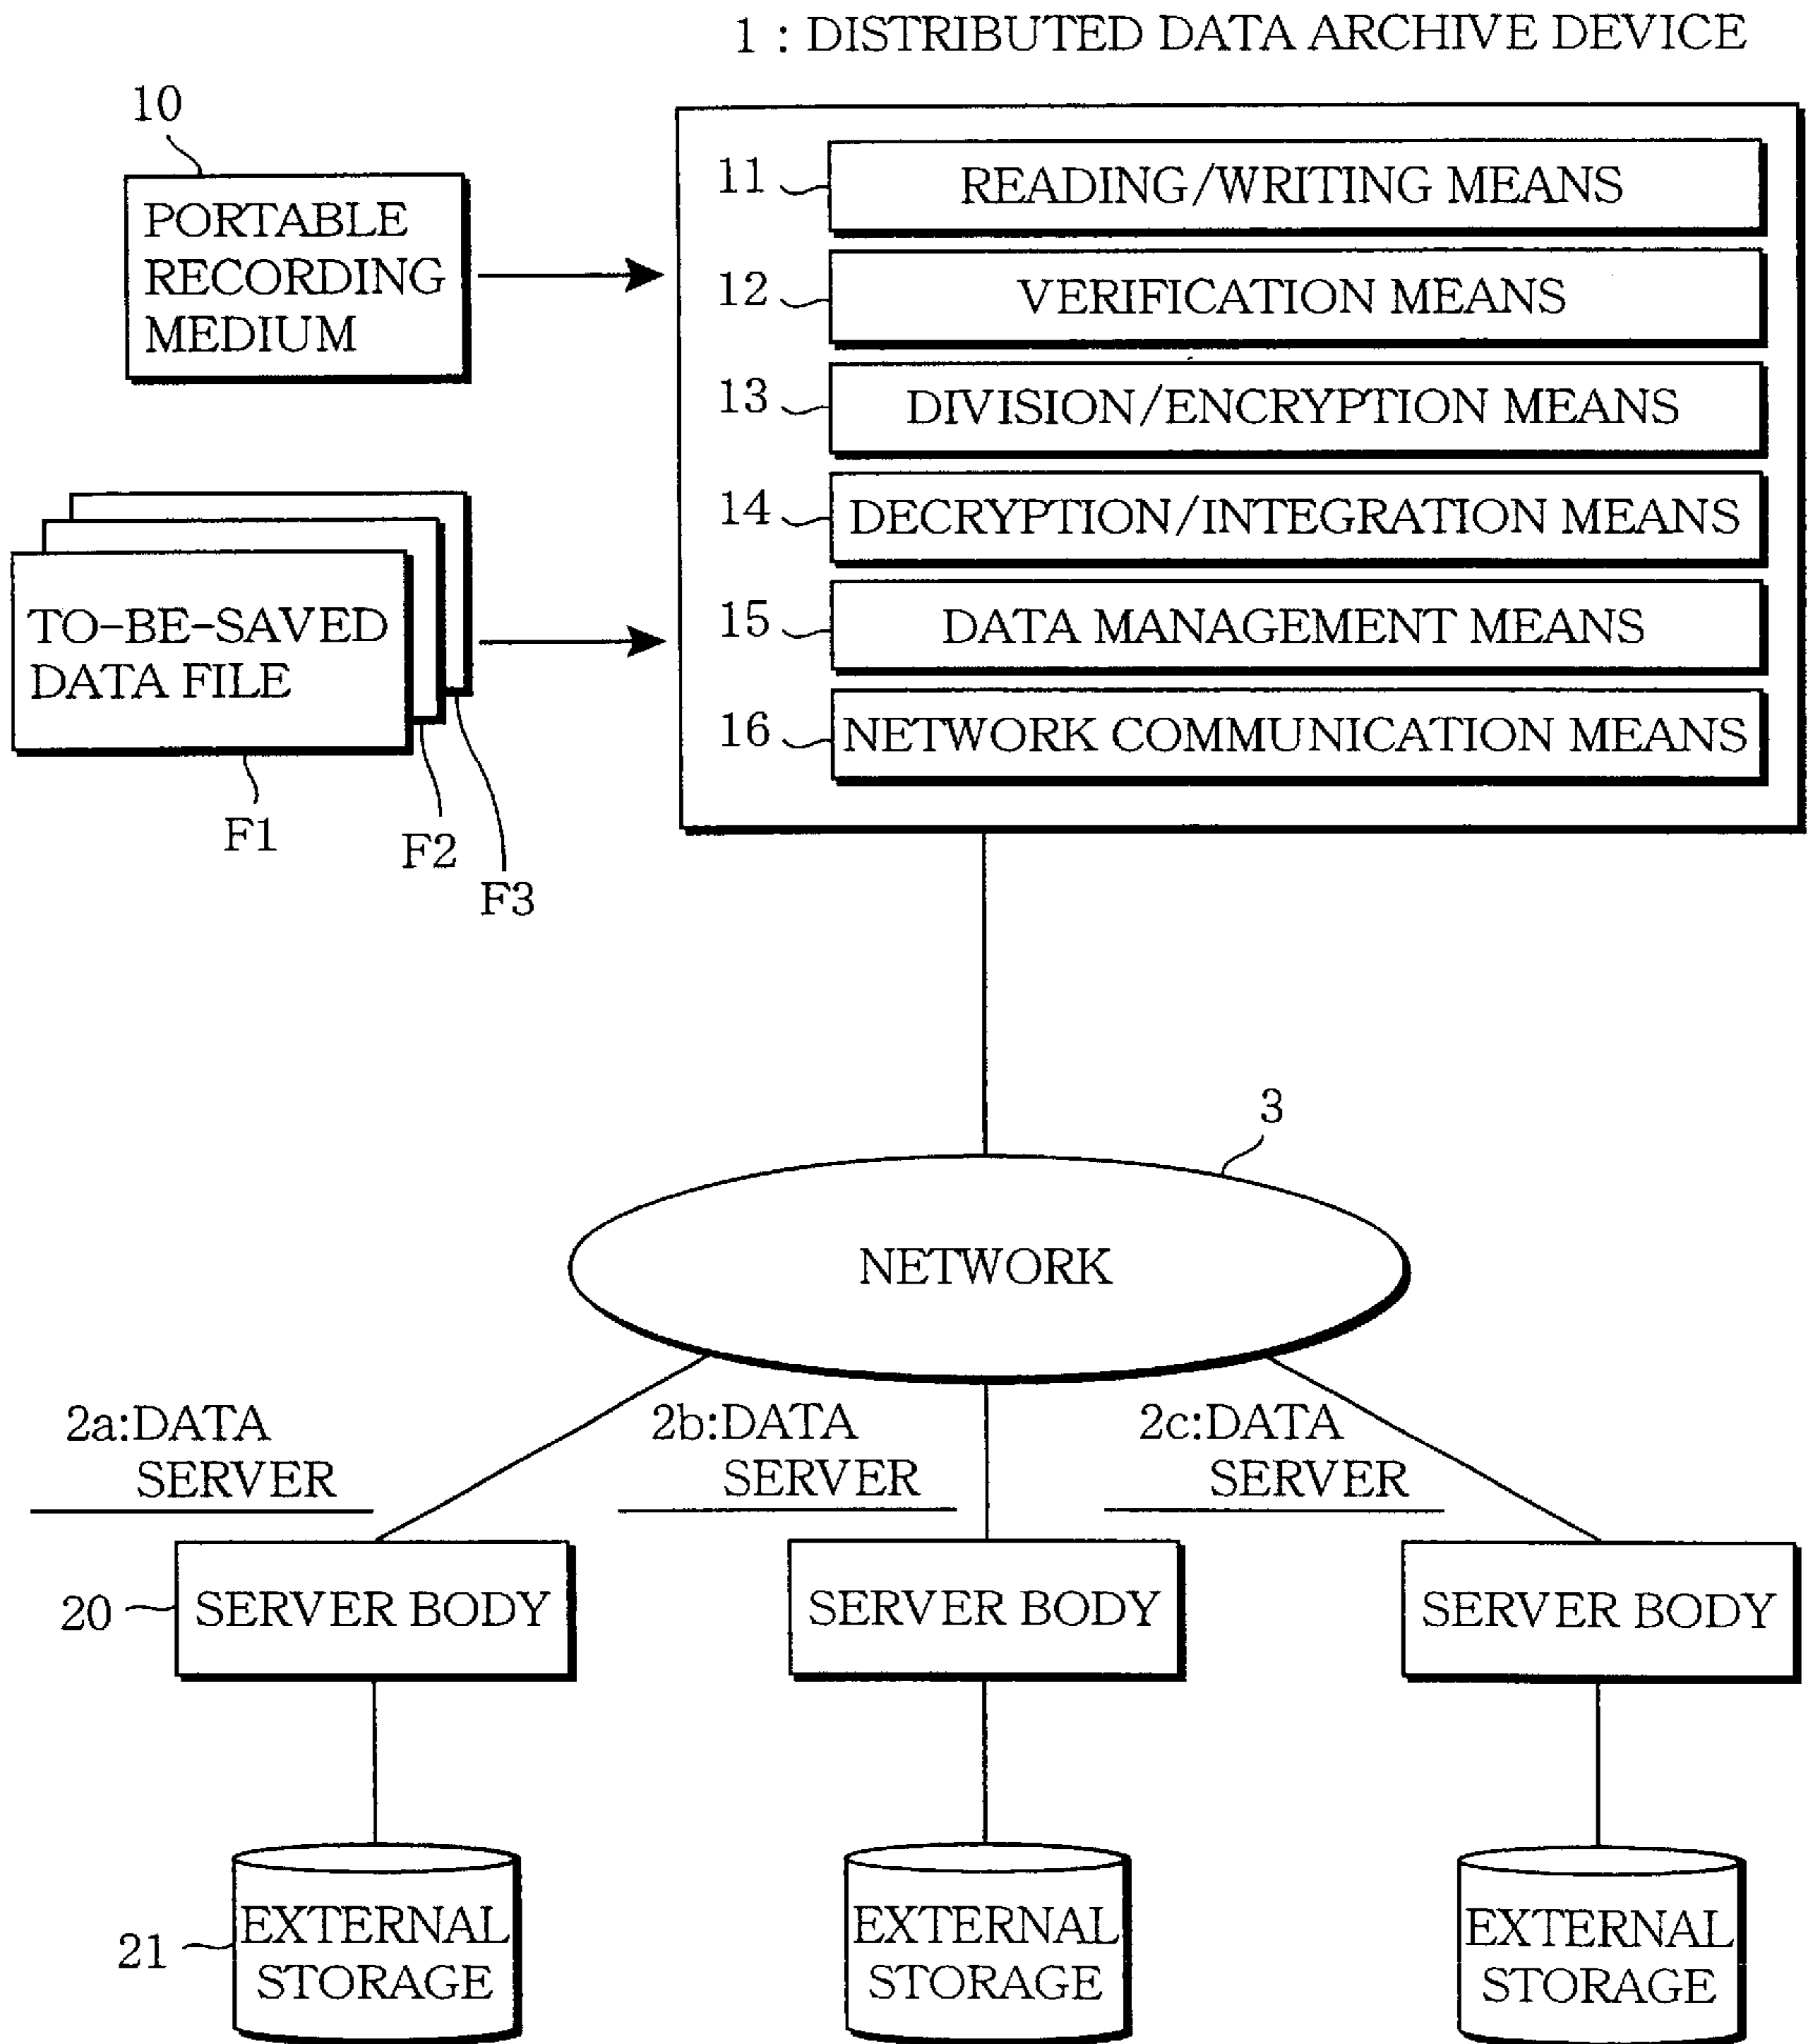 1 : DISTRIBUTED DATA ARCHIVE DEVICE
10
PORTABLE
RECORDING
MEDIUM
11
READING/WRITING MEANS
12
VERIFICATION MEANS
13
DIVISION/ENCRYPTION MEANS
14
DECRYPTION/INTEGRATION MEANS
15
DATA MANAGEMENT MEANS
16
NETWORK COMMUNICATION MEANS
TO-BE-SAVED
DATA FILE
F1
F2
F3
3
NETWORK
2a:DATA
SERVER
2b:DATA
SERVER
2c:DATA
SERVER
20
SERVER BODY
SERVER BODY
SERVER BODY
21
EXTERNAL
STORAGE
EXTERNAL
STORAGE
EXTERNAL
STORAGE